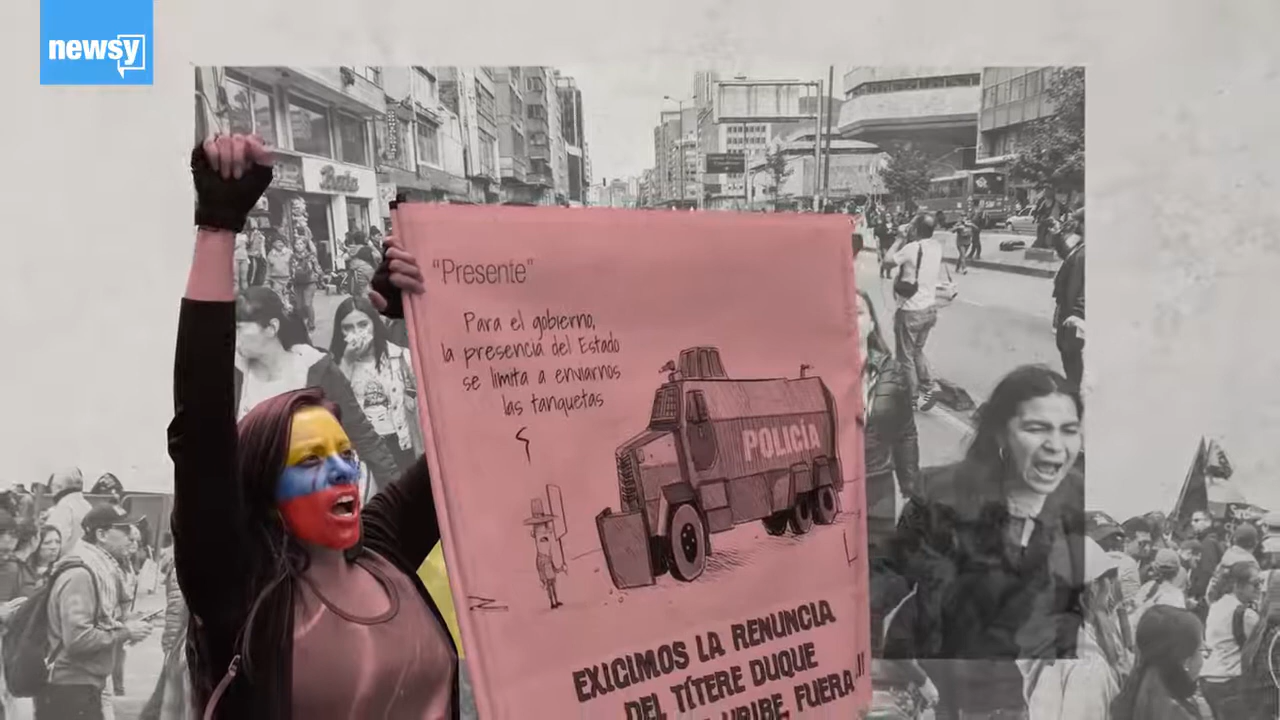 newsy
Bata
"Presente"
Para el gobierno,
la presencia del Estado
se limita a enviarnos
las tanquetas
POLICÍA
EXIGIMOS LA RENUNCIA
DEL TÍTERE DUQUE
URIBE, FUERA!!